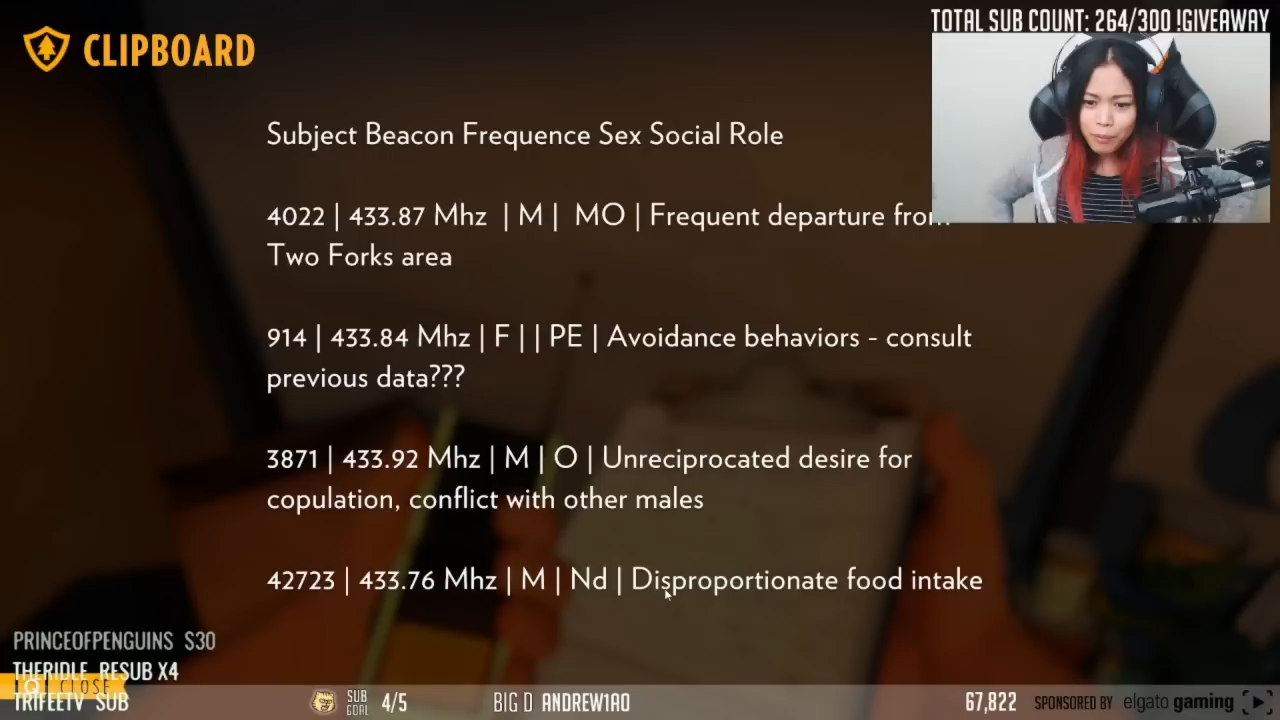 TOTAL SUB COUNT: 264/300 !GIVEAWAY
CLIPBOARD
Subject Beacon Frequence Sex Social Role
4022 | 433.87 Mhz | M | MO | Frequent departure from
Two Forks area
914 | 433.84 Mhz | F | | PE | Avoidance behaviors - consult
previous data???
3871 | 433.92 Mhz | M | O | Unreciprocated desire for
copulation, conflict with other males
42723 | 433.76 Mhz | M | Nd | Disproportionate food intake
PRINCEOFPENGUINS $30
THERIDLE RESUB X4
Q CLOSE
TRIFEETV SUB
SUB GOAL 4/5 BIG D ANDREW1AO 67,822 SPONSORED BY elgato gaming